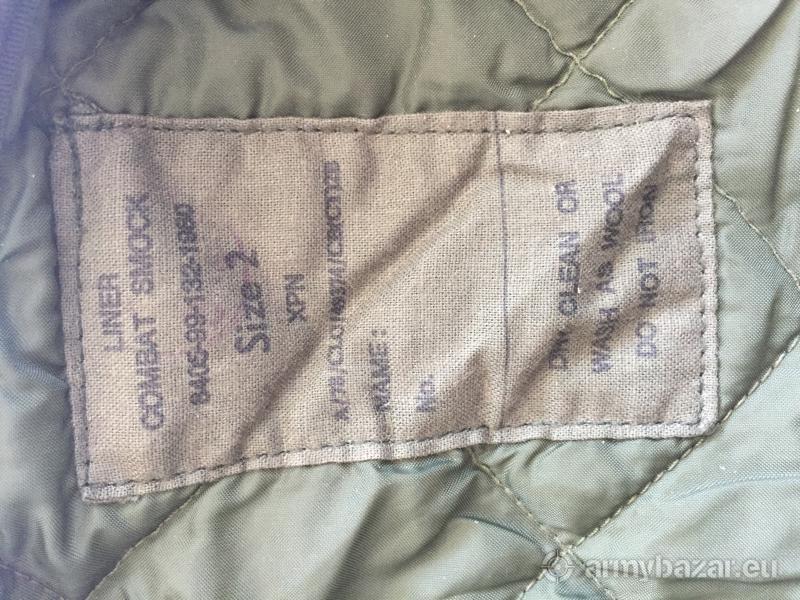 LINER
COMBAT SMOCK
8405-99-132-1660
Size 2
XPN
NAME:
No.
DRY CLEAN OR
WASH AS WOOL
DO NOT IRON
armybazar.eu